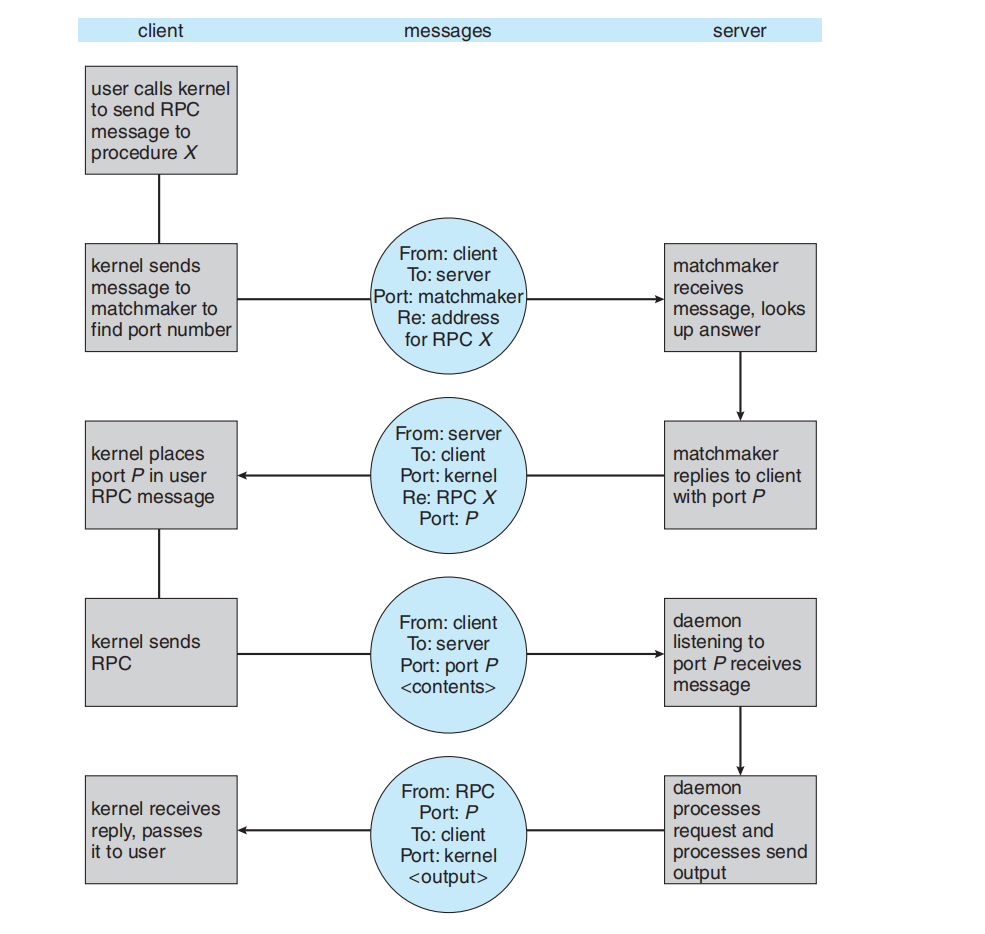 client
messages
server
user calls kernel
to send RPC
message to
procedure X
kernel sends
message to
matchmaker to
find port number
From: client
To: server
Port: matchmaker
Re: address
for RPC X
matchmaker
receives
message, looks
up answer
kernel places
port P in user
RPC message
From: server
To: client
Port: kernel
Re: RPC X
Port: P
matchmaker
replies to client
with port P
kernel sends
RPC
From: client
To: server
Port: port P
<contents>
daemon
listening to
port P receives
message
kernel receives
reply, passes
it to user
From: RPC
Port: P
To: client
Port: kernel
<output>
daemon
processes
request and
processes send
output